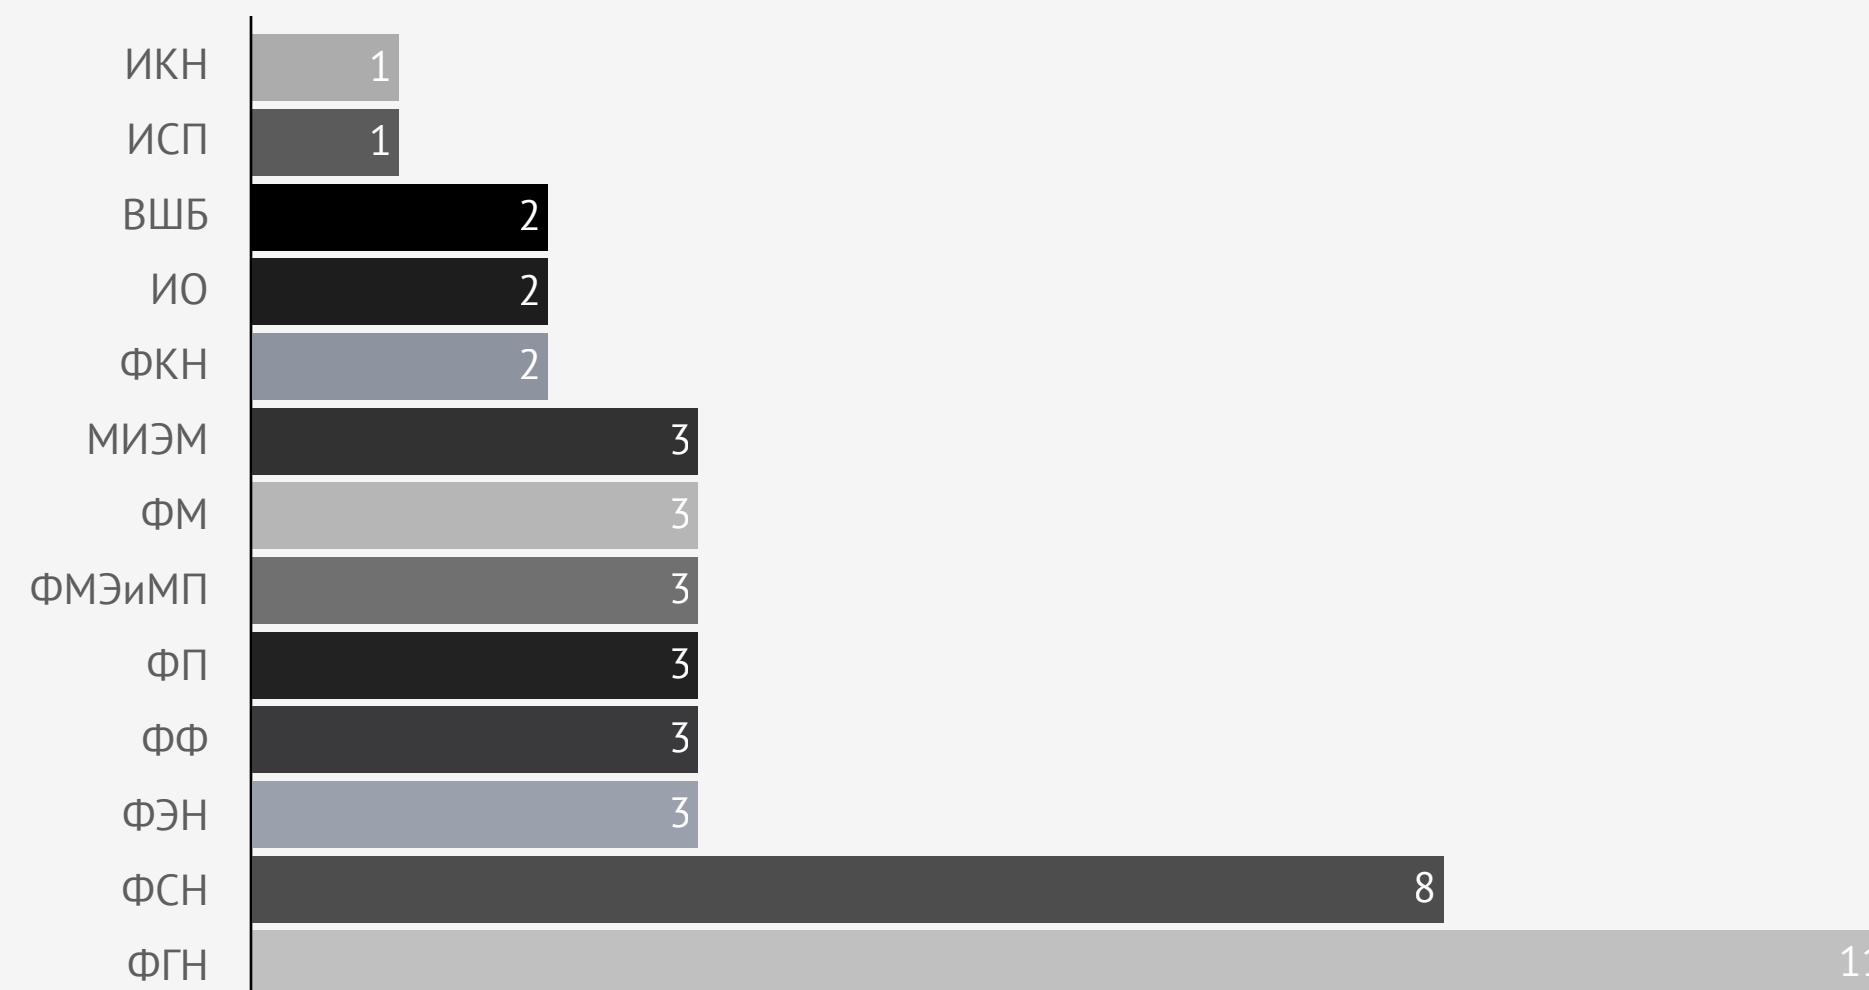 ИКН 1
ИСП 1
ВШБ 2
ИО 2
ФКН 2
МИЭМ 3
ФМ 3
ФМЭиМП 3
ФП 3
ФФ 3
ФЭН 3
ФСН 8
ФГН